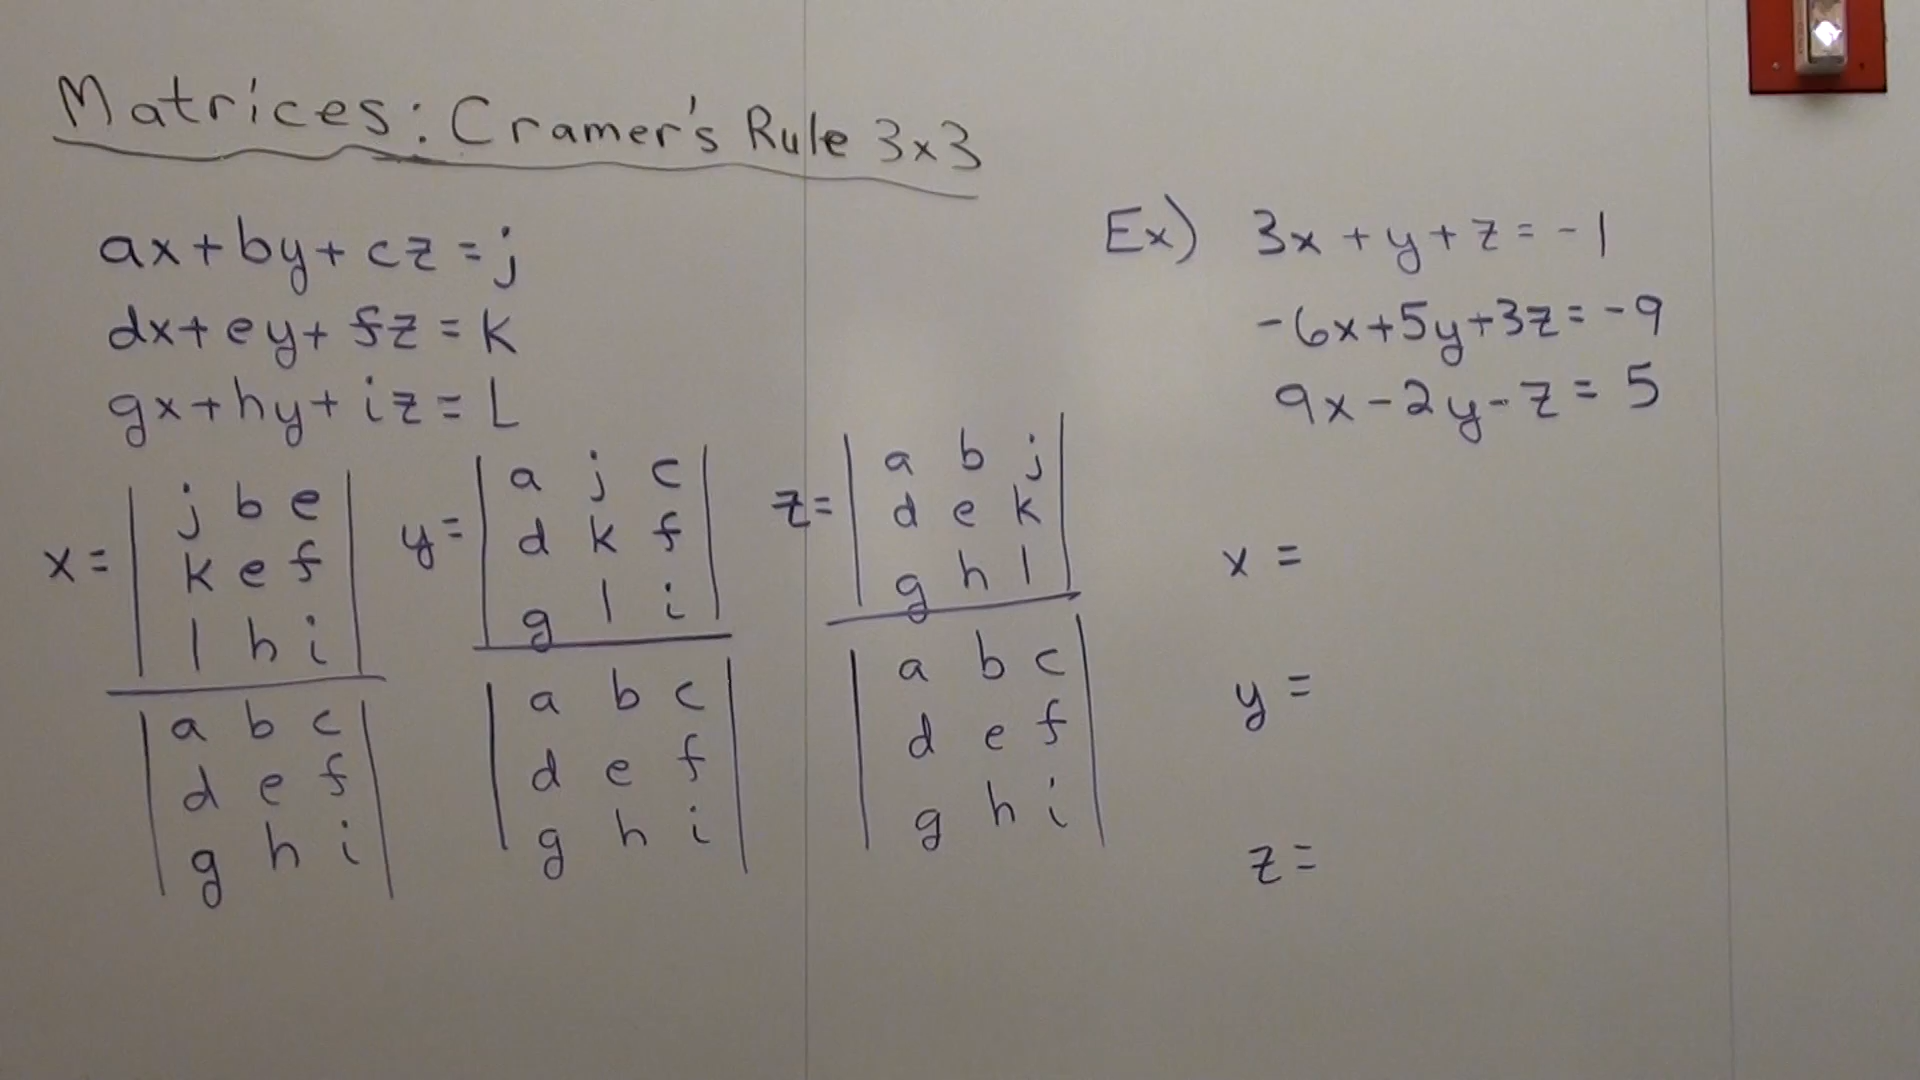 Matrices: Cramer's Rule 3x3
ax+by+cz=j
dx+ey+fz=k
gx+hy+iz=L
x=
j b e
k e f
l h i
a b c
d e f
g h i
y=
a j c
d k f
g l i
a b c
d e f
g h i
z=
a b j
d e k
g h l
a b c
d e f
g h i
Ex) 3x+y+z=-1
-6x+5y+3z=-9
9x-2y-z=5
x=
y=
z=